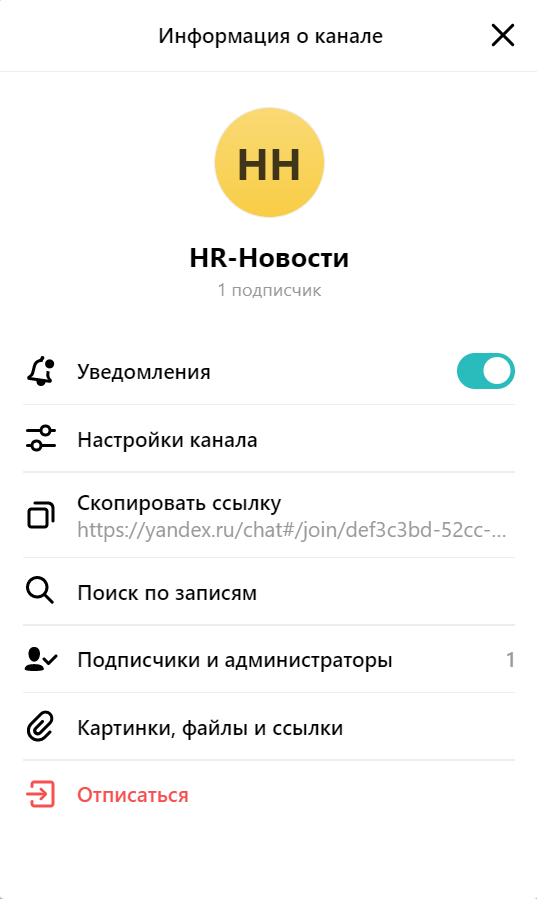 Информация о канале
НН
HR-Новости
1 подписчик
Уведомления
Настройки канала
Скопировать ссылку
https://yandex.ru/chat#/join/def3c3bd-52cc-...
Поиск по записям
Подписчики и администраторы 1
Картинки, файлы и ссылки
Отписаться